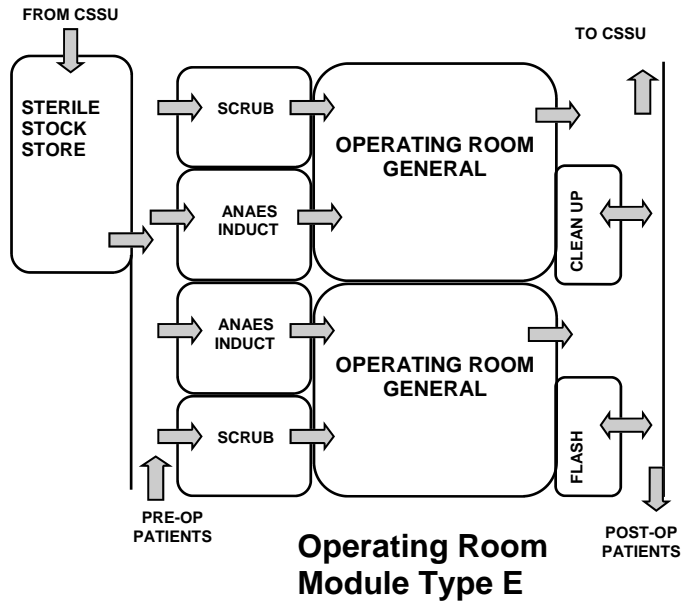 FROM CSSU
TO CSSU
STERILE
STOCK
STORE
SCRUB
OPERATING ROOM
GENERAL
ANAES
INDUCT
CLEAN UP
ANAES
INDUCT
OPERATING ROOM
GENERAL
SCRUB
FLASH
PRE-OP
PATIENTS
POST-OP
PATIENTS
Operating Room
Module Type E